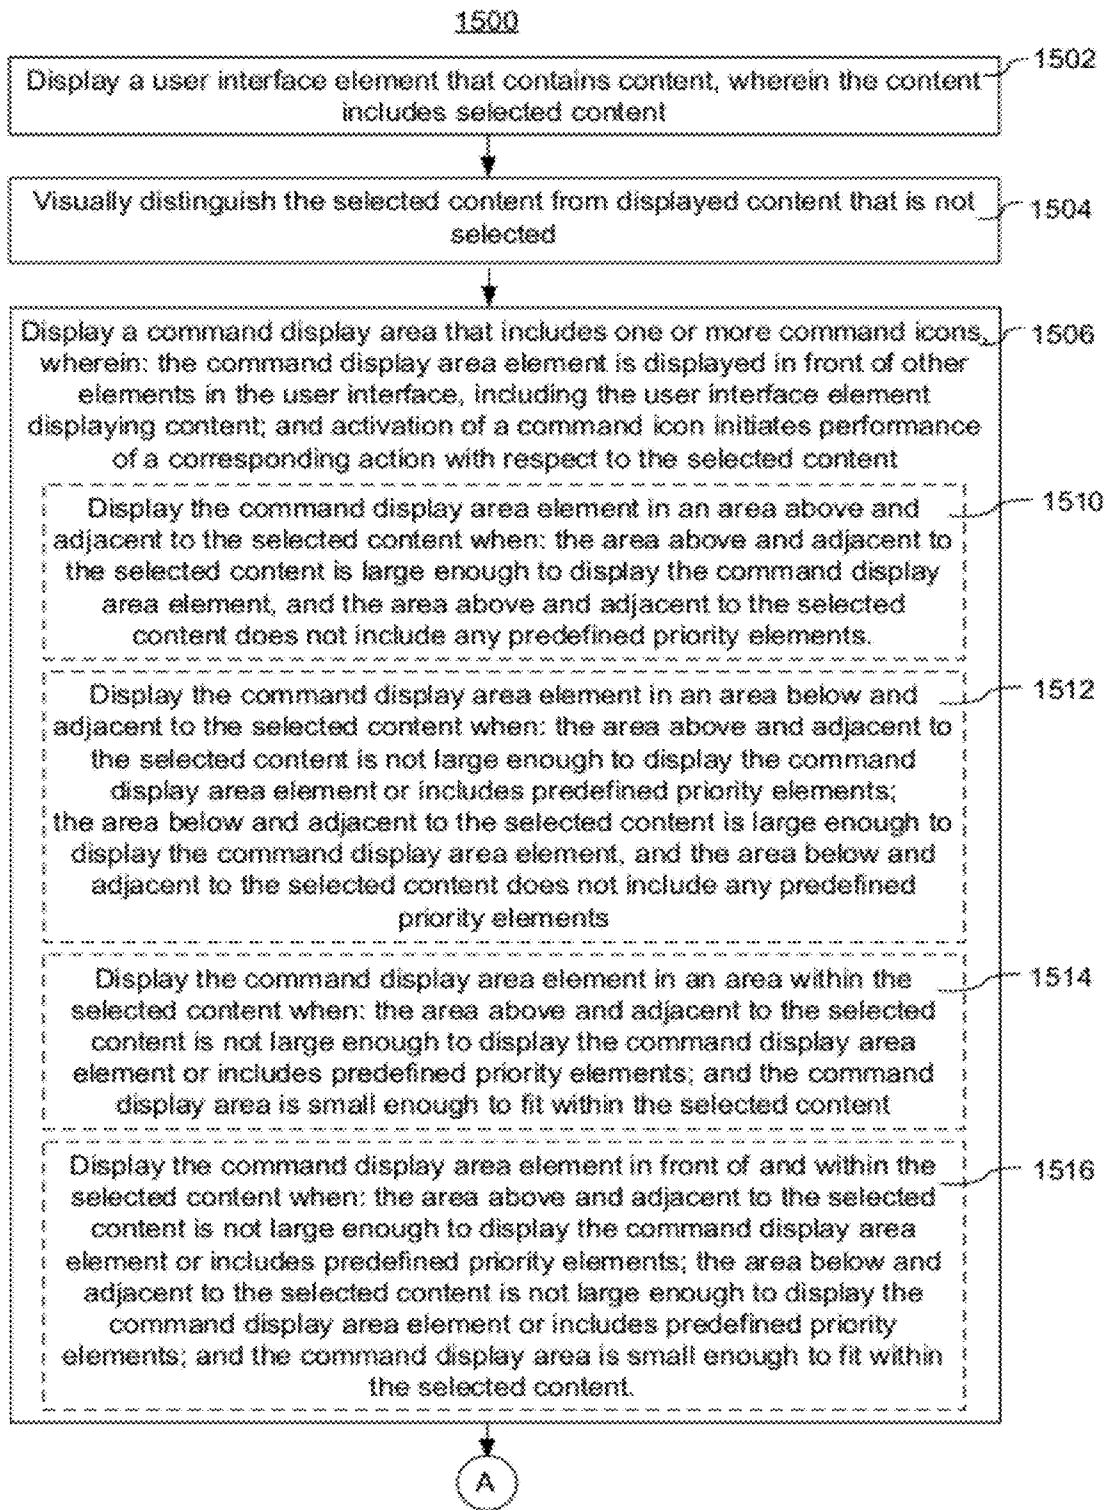 1500
Display a user interface element that contains content, wherein the content
includes selected content
1502
Visually distinguish the selected content from displayed content that is not
selected
1504
Display a command display area that includes one or more command icons,
wherein: the command display area element is displayed in front of other
elements in the user interface, including the user interface element
displaying content; and activation of a command icon initiates performance
of a corresponding action with respect to the selected content
1506
Display the command display area element in an area above and
adjacent to the selected content when: the area above and adjacent to
the selected content is large enough to display the command display
area element, and the area above and adjacent to the selected
content does not include any predefined priority elements.
1510
Display the command display area element in an area below and
adjacent to the selected content when: the area above and adjacent to
the selected content is not large enough to display the command
display area element or includes predefined priority elements;
the area below and adjacent to the selected content is large enough to
display the command display area element, and the area below and
adjacent to the selected content does not include any predefined
priority elements
1512
Display the command display area element in an area within the
selected content when: the area above and adjacent to the selected
content is not large enough to display the command display area
element or includes predefined priority elements; and the command
display area is small enough to fit within the selected content
1514
Display the command display area element in front of and within the
selected content when: the area above and adjacent to the selected
content is not large enough to display the command display area
element or includes predefined priority elements; the area below and
adjacent to the selected content is not large enough to display the
command display area element or includes predefined priority
elements; and the command display area is small enough to fit within
the selected content.
1516
A